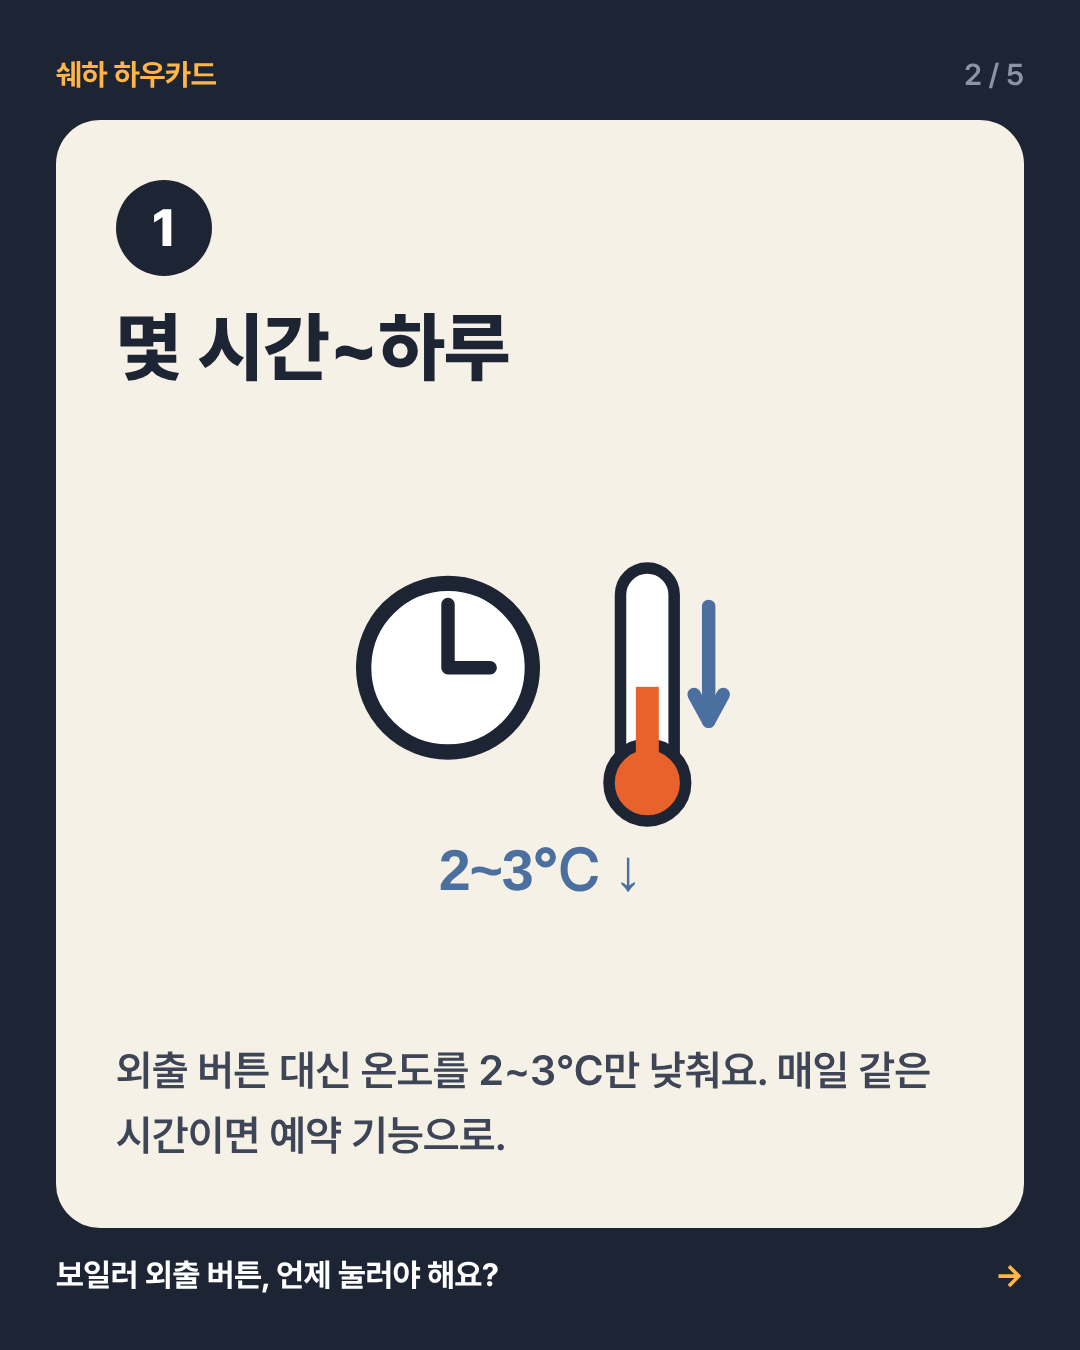 쉐하 하우카드
2 / 5
1
몇 시간~하루
2~3°C ↓
외출 버튼 대신 온도를 2~3°C만 낮춰요. 매일 같은
시간이면 예약 기능으로.
보일러 외출 버튼, 언제 눌러야 해요?
→